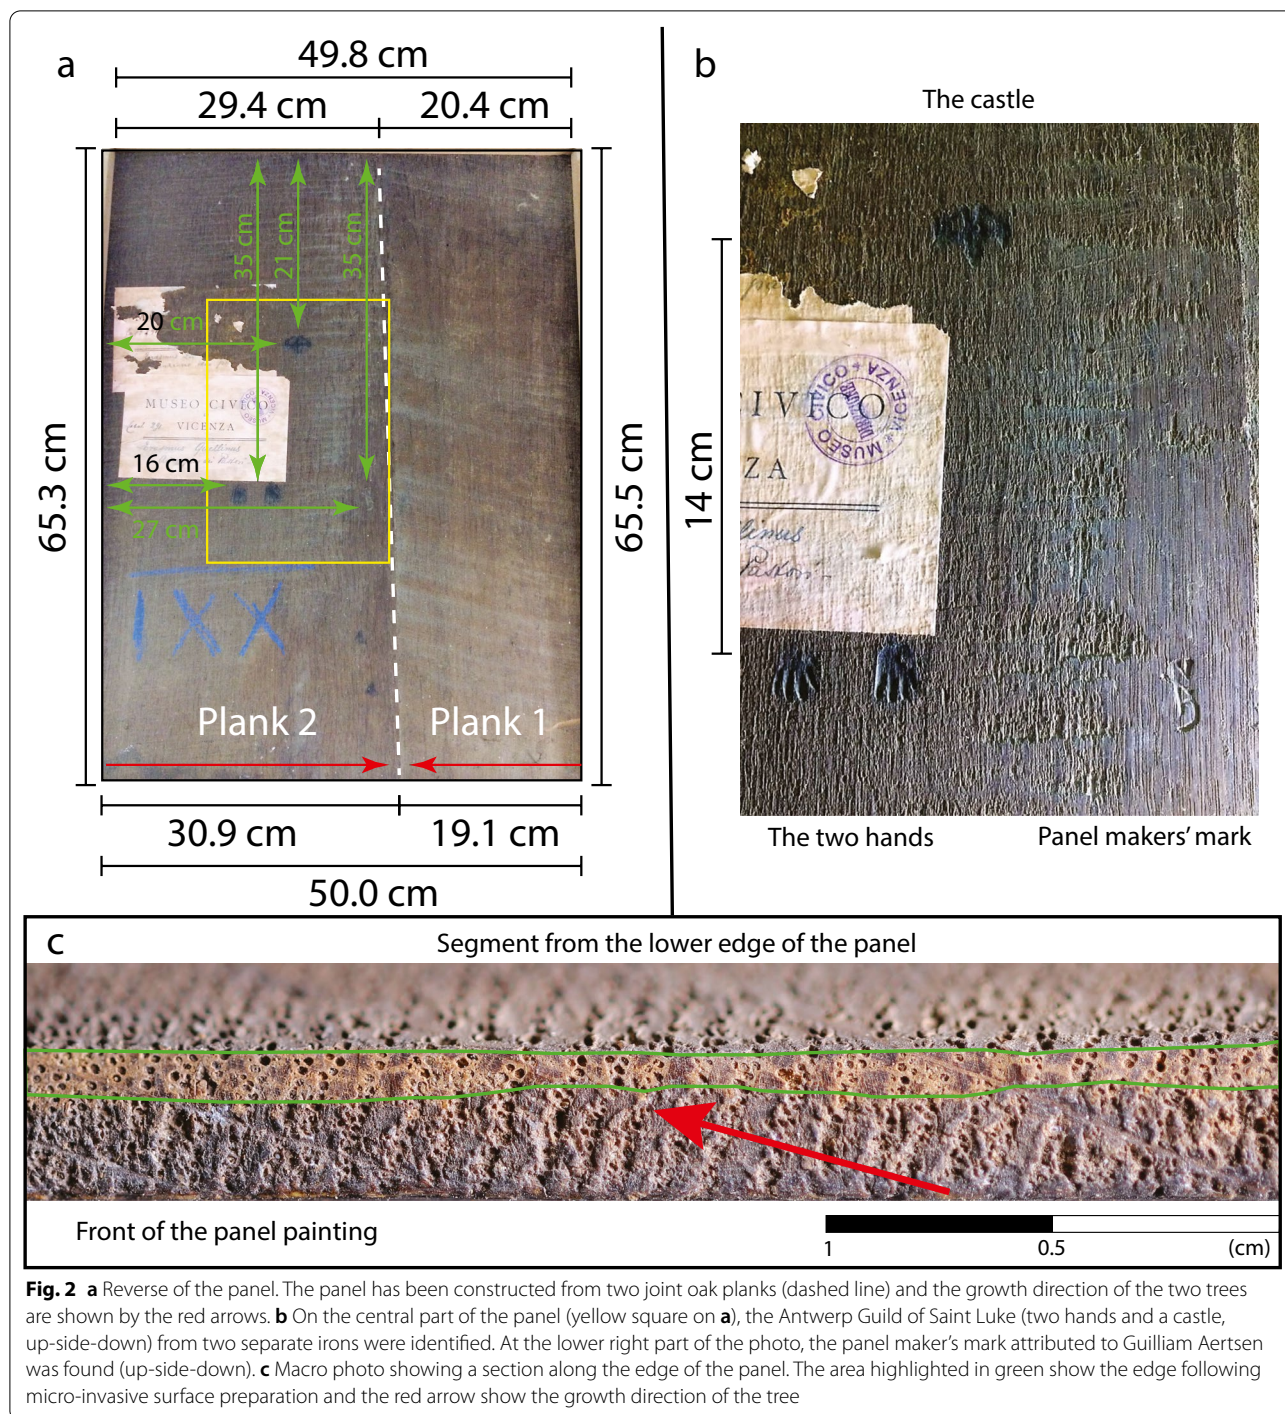 a
49.8 cm
29.4 cm
20.4 cm
65.3 cm
65.5 cm
35 cm
21 cm
35 cm
20 cm
MUSEO CIVICO
VICENZA
16 cm
27 cm
IXX
Plank 2
Plank 1
30.9 cm
19.1 cm
50.0 cm
b
The castle
14 cm
CIVICO
MUSEO CIVICO * VICENZA *
ZA
The two hands
Panel makers’ mark
c
Segment from the lower edge of the panel
Front of the panel painting
1
0.5
(cm)
Fig. 2 a Reverse of the panel. The panel has been constructed from two joint oak planks (dashed line) and the growth direction of the two trees
are shown by the red arrows. b On the central part of the panel (yellow square on a), the Antwerp Guild of Saint Luke (two hands and a castle,
up-side-down) from two separate irons were identified. At the lower right part of the photo, the panel maker’s mark attributed to Guilliam Aertsen
was found (up-side-down). c Macro photo showing a section along the edge of the panel. The area highlighted in green show the edge following
micro-invasive surface preparation and the red arrow show the growth direction of the tree